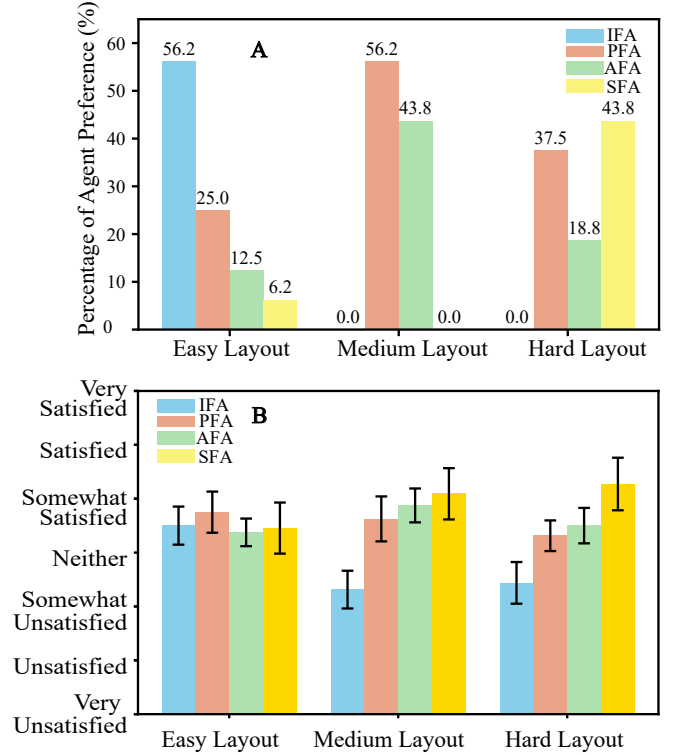 Percentage of Agent Preference (%)
60
50
40
30
20
10
0
A
IFA
PFA
AFA
SFA
56.2
25.0
12.5
6.2
0.0
56.2
43.8
0.0
0.0
37.5
18.8
43.8
Easy Layout
Medium Layout
Hard Layout
Very
Satisfied
Satisfied
Somewhat
Satisfied
Neither
Somewhat
Unsatisfied
Unsatisfied
Very
Unsatisfied
IFA
PFA
AFA
SFA
B
Easy Layout
Medium Layout
Hard Layout